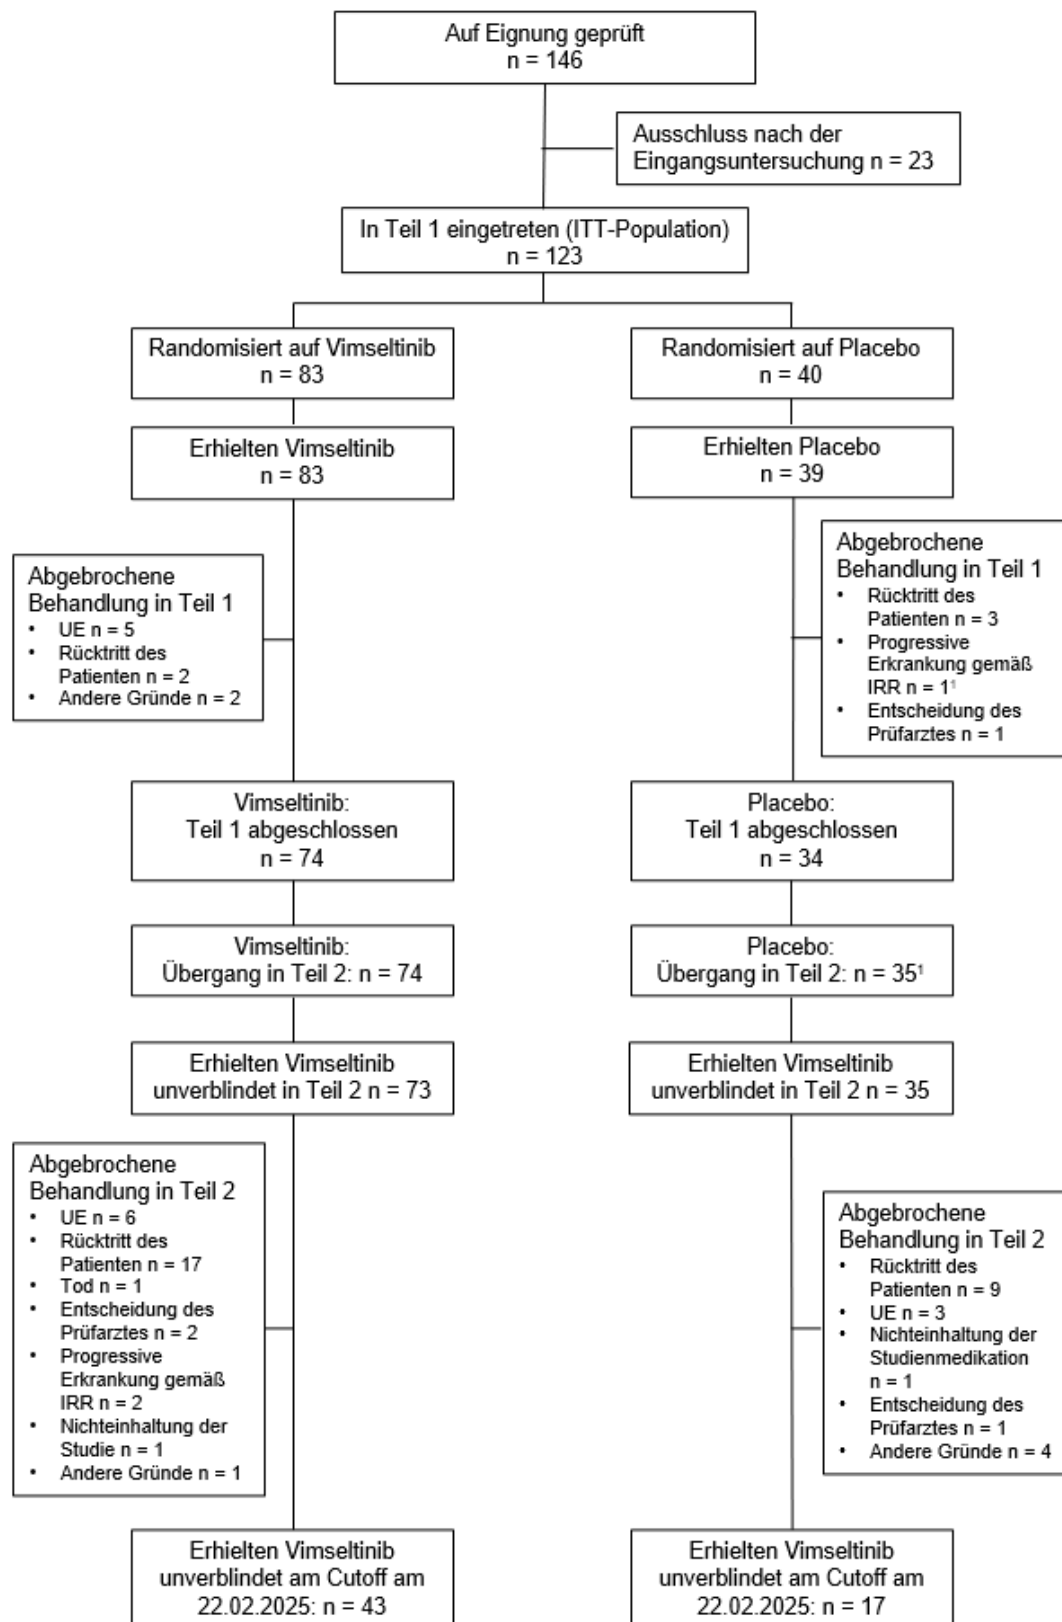 Auf Eignung geprüft
n = 146
Ausschluss nach der
Eingangsuntersuchung n = 23
In Teil 1 eingetreten (ITT-Population)
n = 123
Randomisiert auf Vimseltinib
n = 83
Randomisiert auf Placebo
n = 40
Erhielten Vimseltinib
n = 83
Erhielten Placebo
n = 39
Abgebrochene
Behandlung in Teil 1
• UE n = 5
• Rücktritt des
Patienten n = 2
• Andere Gründe n = 2
Abgebrochene
Behandlung in Teil 1
• Rücktritt des
Patienten n = 3
• Progressive
Erkrankung gemäß
IRR n = 1¹
• Entscheidung des
Prüfarztes n = 1
Vimseltinib:
Teil 1 abgeschlossen
n = 74
Placebo:
Teil 1 abgeschlossen
n = 34
Vimseltinib:
Übergang in Teil 2: n = 74
Placebo:
Übergang in Teil 2: n = 35¹
Erhielten Vimseltinib
unverblindet in Teil 2 n = 73
Erhielten Vimseltinib
unverblindet in Teil 2 n = 35
Abgebrochene
Behandlung in Teil 2
• UE n = 6
• Rücktritt des
Patienten n = 17
• Tod n = 1
• Entscheidung des
Prüfarztes n = 2
• Progressive
Erkrankung gemäß
IRR n = 2
• Nichteinhaltung der
Studie n = 1
• Andere Gründe n = 1
Abgebrochene
Behandlung in Teil 2
• Rücktritt des
Patienten n = 9
• UE n = 3
• Nichteinhaltung der
Studienmedikation
n = 1
• Entscheidung des
Prüfarztes n = 1
• Andere Gründe n = 4
Erhielten Vimseltinib
unverblindet am Cutoff am
22.02.2025: n = 43
Erhielten Vimseltinib
unverblindet am Cutoff am
22.02.2025: n = 17